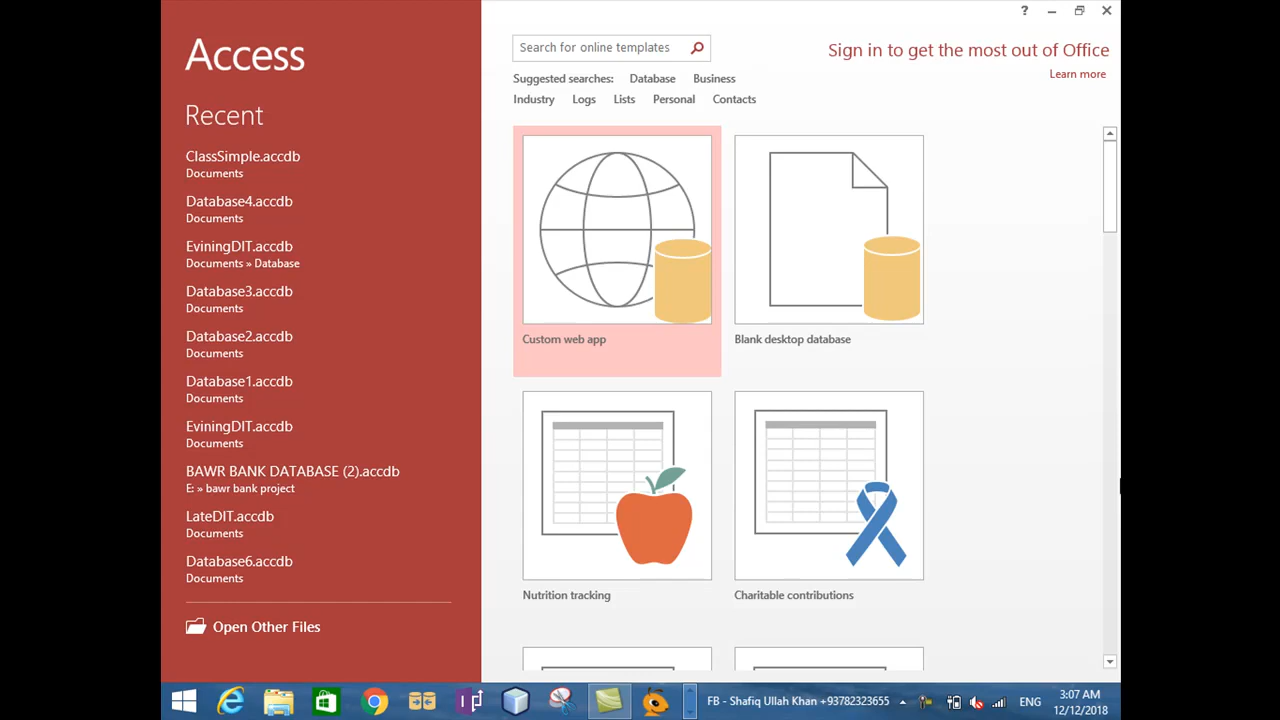 Access
Recent
ClassSimple.accdb
Documents
Database4.accdb
Documents
EviningDIT.accdb
Documents » Database
Database3.accdb
Documents
Database2.accdb
Documents
Database1.accdb
Documents
EviningDIT.accdb
Documents
BAWR BANK DATABASE (2).accdb
E: » bawr bank project
LateDIT.accdb
Documents
Database6.accdb
Documents
Open Other Files
?
Search for online templates
Sign in to get the most out of Office
Learn more
Suggested searches: Database Business
Industry Logs Lists Personal Contacts
Custom web app
Blank desktop database
Nutrition tracking
Charitable contributions
FB - Shafiq Ullah Khan +93782323655
ENG
3:07 AM
12/12/2018